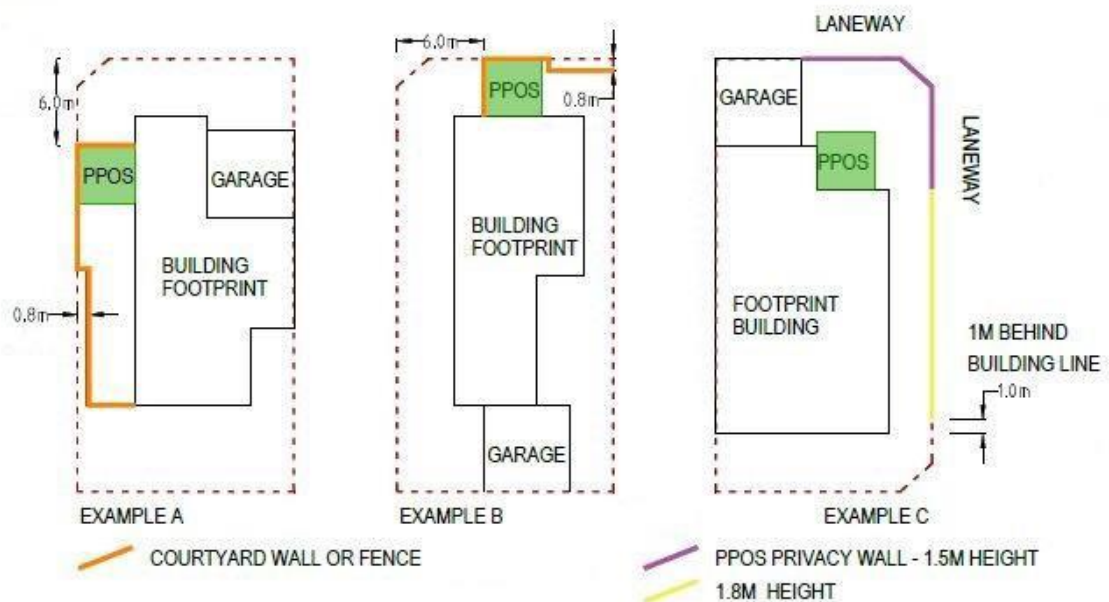 LANEWAY
6.0m
6.0m
PPOS
0.8m
GARAGE
LANEWAY
PPOS
GARAGE
PPOS
BUILDING
FOOTPRINT
BUILDING
FOOTPRINT
0.8m
FOOTPRINT
BUILDING
1M BEHIND
BUILDING LINE
1.0m
GARAGE
EXAMPLE A
EXAMPLE B
EXAMPLE C
COURTYARD WALL OR FENCE
PPOS PRIVACY WALL - 1.5M HEIGHT
1.8M HEIGHT